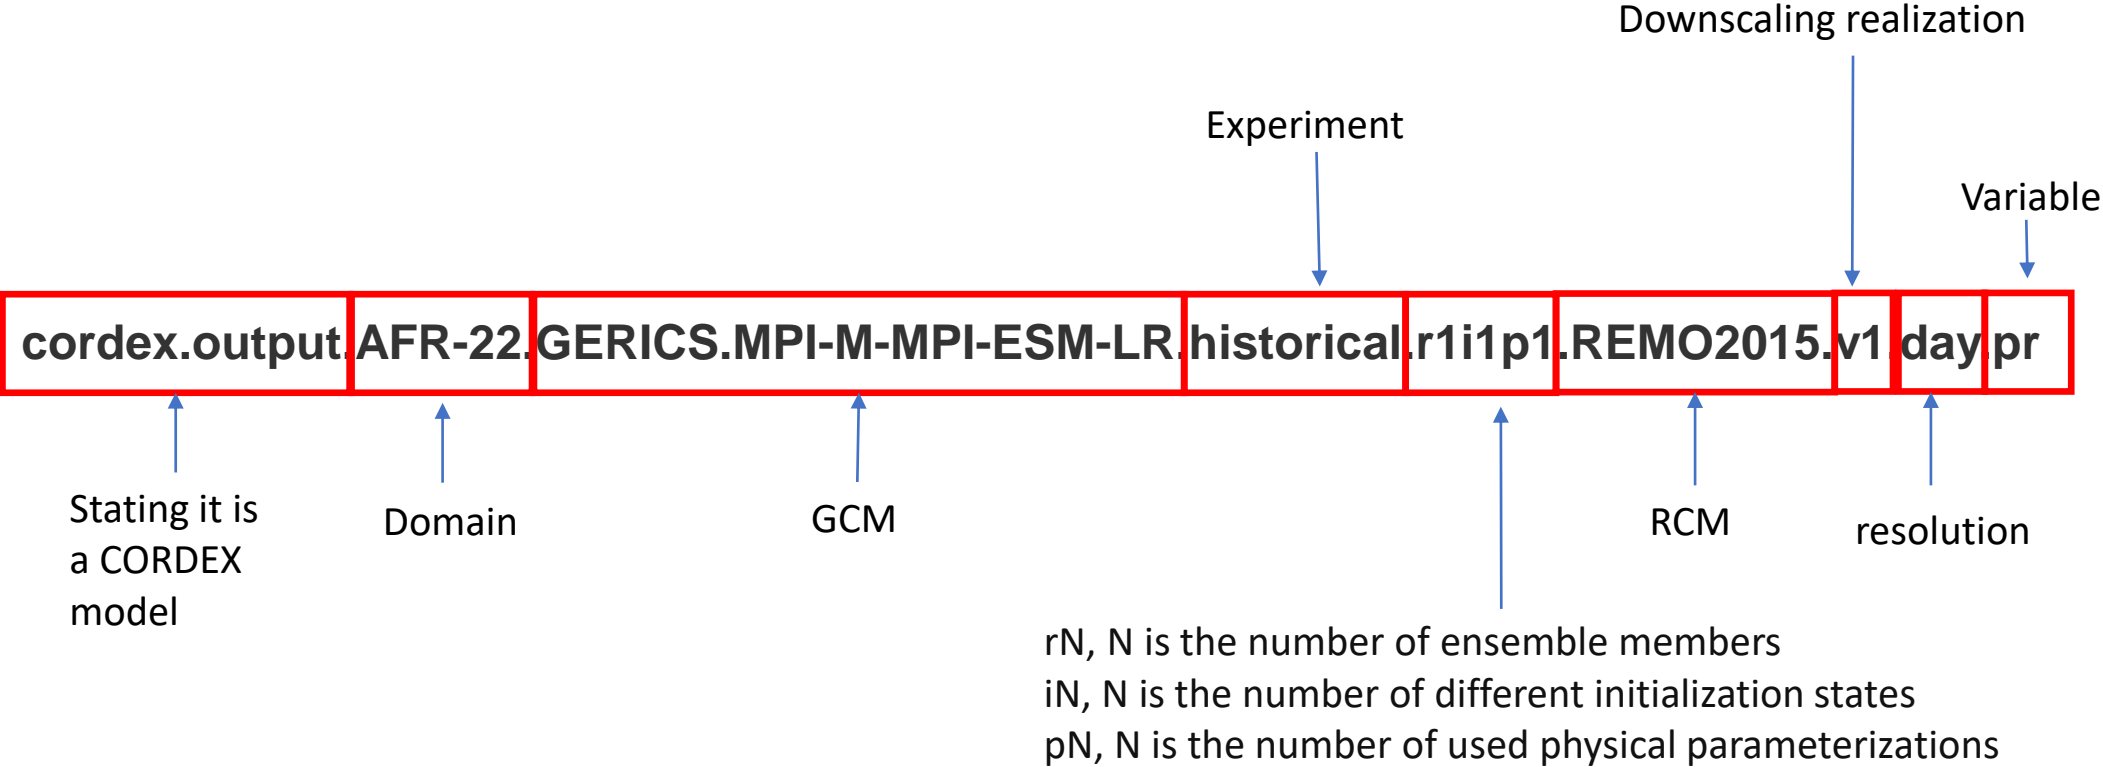 Downscaling realization
Experiment
Variable
cordex.output.AFR-22.GERICS.MPI-M-MPI-ESM-LR.historical.r1i1p1.REMO2015.v1.day.pr
Stating it is
a CORDEX
model
Domain
GCM
RCM
resolution
rN, N is the number of ensemble members
iN, N is the number of different initialization states
pN, N is the number of used physical parameterizations